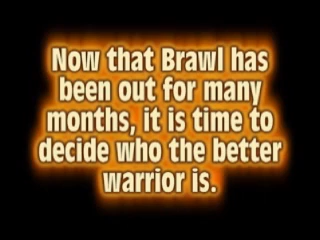 Now that Brawl has
been out for many
months, it is time to
decide who the better
warrior is.